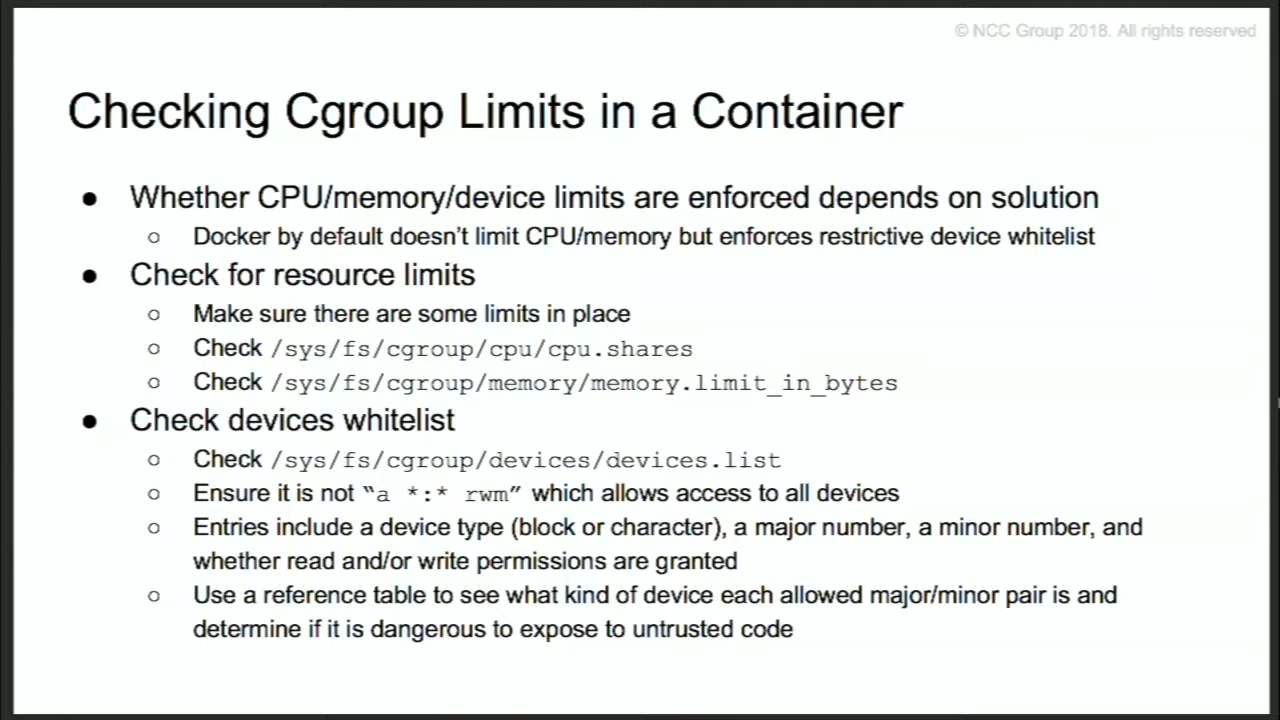 © NCC Group 2018. All rights reserved
Checking Cgroup Limits in a Container
● Whether CPU/memory/device limits are enforced depends on solution
○ Docker by default doesn't limit CPU/memory but enforces restrictive device whitelist
● Check for resource limits
○ Make sure there are some limits in place
○ Check /sys/fs/cgroup/cpu/cpu.shares
○ Check /sys/fs/cgroup/memory/memory.limit_in_bytes
● Check devices whitelist
○ Check /sys/fs/cgroup/devices/devices.list
○ Ensure it is not “a *:* rwm” which allows access to all devices
○ Entries include a device type (block or character), a major number, a minor number, and
whether read and/or write permissions are granted
○ Use a reference table to see what kind of device each allowed major/minor pair is and
determine if it is dangerous to expose to untrusted code